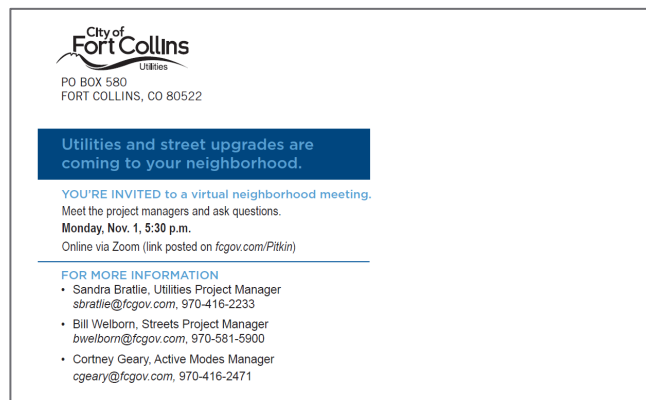 City of
Fort Collins
Utilities
PO BOX 580
FORT COLLINS, CO 80522
Utilities and street upgrades are
coming to your neighborhood.
YOU'RE INVITED to a virtual neighborhood meeting.
Meet the project managers and ask questions.
Monday, Nov. 1, 5:30 p.m.
Online via Zoom (link posted on fcgov.com/Pitkin)
FOR MORE INFORMATION
• Sandra Bratlie, Utilities Project Manager
sbratlie@fcgov.com, 970-416-2233
• Bill Welborn, Streets Project Manager
bwelborn@fcgov.com, 970-581-5900
• Cortney Geary, Active Modes Manager
cgeary@fcgov.com, 970-416-2471